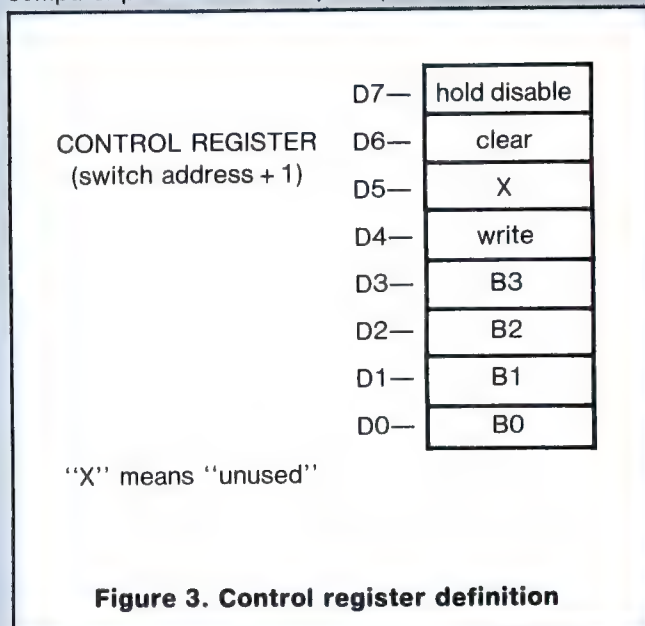 D7— hold disable
CONTROL REGISTER D6— clear
(switch address + 1) D5— X
D4— write
D3— B3
D2— B2
D1— B1
D0— B0
"X" means "unused"
Figure 3. Control register definition